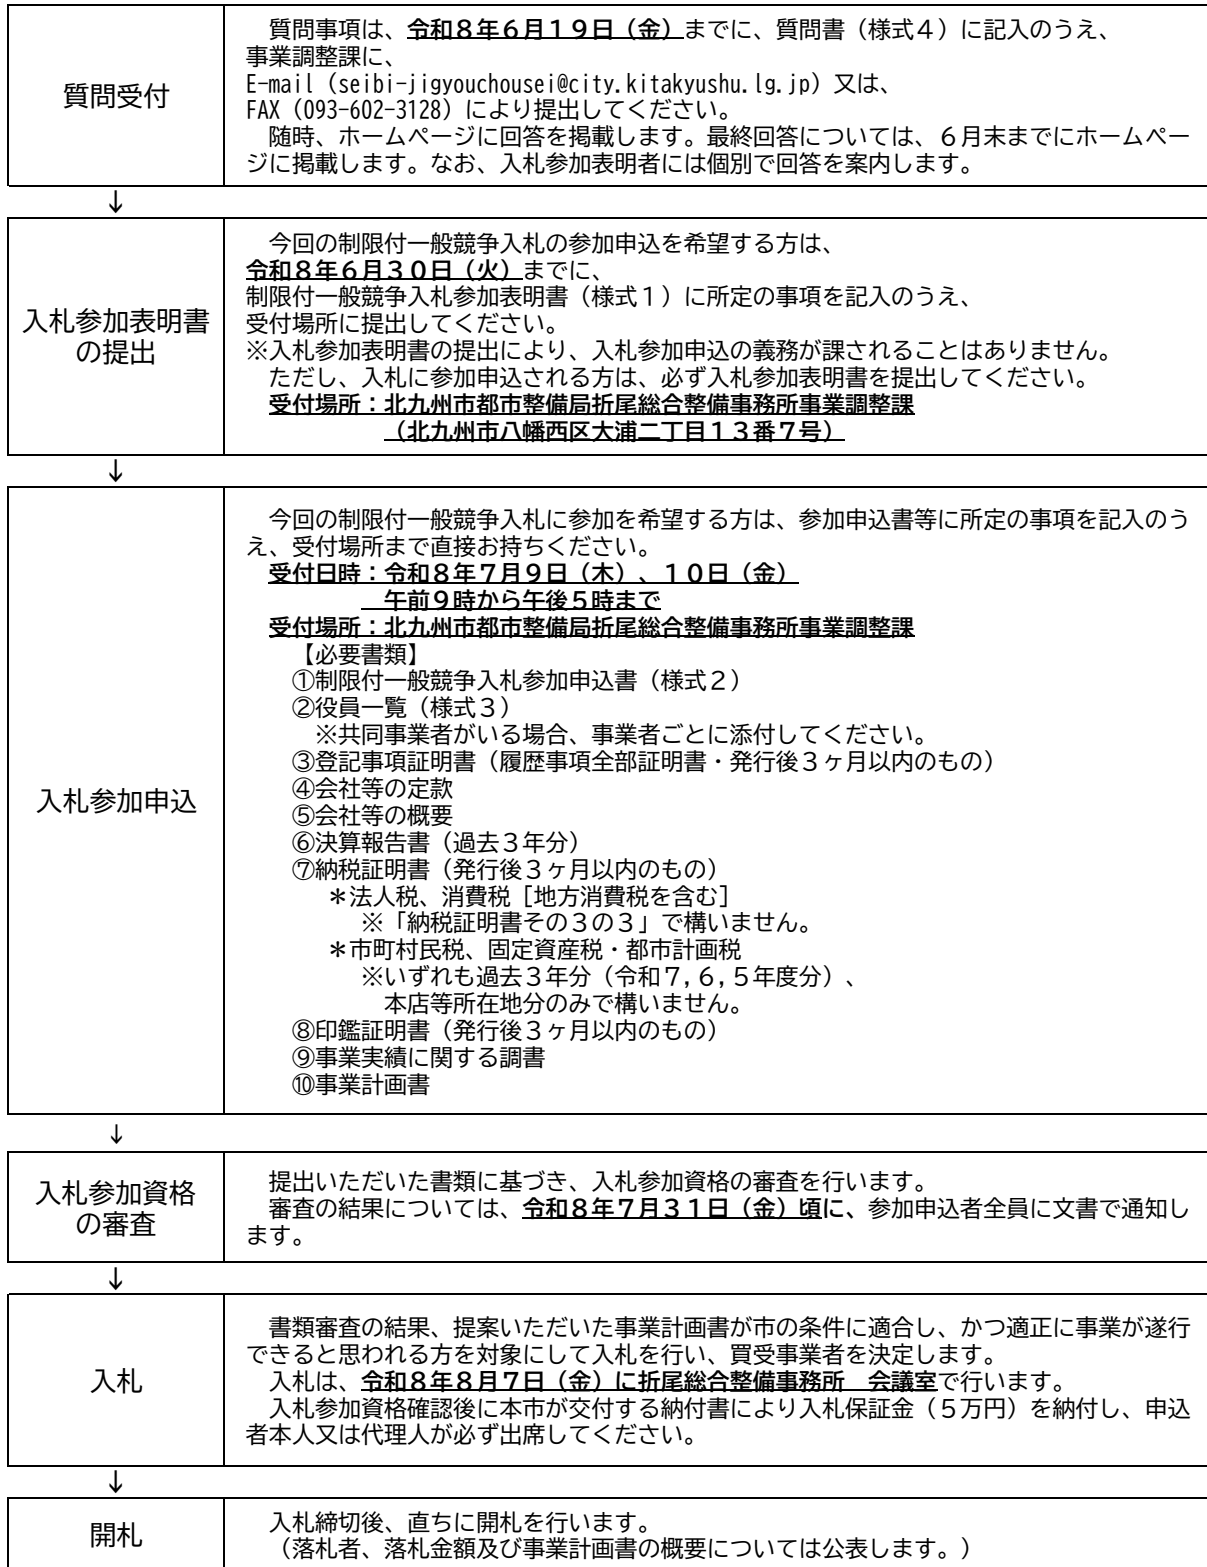 質問受付
　質問事項は、令和８年６月１９日（金）までに、質問書（様式４）に記入のうえ、
事業調整課に、
E-mail（seibi-jigyouchousei@city.kitakyushu.lg.jp）又は、
FAX（093-602-3128）により提出してください。
　随時、ホームページに回答を掲載します。最終回答については、６月末までにホームペー
ジに掲載します。なお、入札参加表明者には個別で回答を案内します。
↓
入札参加表明書
の提出
　今回の制限付一般競争入札の参加申込を希望する方は、
令和８年６月３０日（火）までに、
制限付一般競争入札参加表明書（様式１）に所定の事項を記入のうえ、
受付場所に提出してください。
※入札参加表明書の提出により、入札参加申込の義務が課されることはありません。
　ただし、入札に参加申込される方は、必ず入札参加表明書を提出してください。
　受付場所：北九州市都市整備局折尾総合整備事務所事業調整課
（北九州市八幡西区大浦二丁目１３番７号）
↓
入札参加申込
　今回の制限付一般競争入札に参加を希望する方は、参加申込書等に所定の事項を記入のう
え、受付場所まで直接お持ちください。
　受付日時：令和８年７月９日（木）、１０日（金）
午前９時から午後５時まで
　受付場所：北九州市都市整備局折尾総合整備事務所事業調整課
【必要書類】
①制限付一般競争入札参加申込書（様式２）
②役員一覧（様式３）
※共同事業者がいる場合、事業者ごとに添付してください。
③登記事項証明書（履歴事項全部証明書・発行後３ヶ月以内のもの）
④会社等の定款
⑤会社等の概要
⑥決算報告書（過去３年分）
⑦納税証明書（発行後３ヶ月以内のもの）
＊法人税、消費税［地方消費税を含む］
※「納税証明書その３の３」で構いません。
＊市町村民税、固定資産税・都市計画税
※いずれも過去３年分（令和７,６,５年度分）、
本店等所在地分のみで構いません。
⑧印鑑証明書（発行後３ヶ月以内のもの）
⑨事業実績に関する調書
⑩事業計画書
↓
入札参加資格
の審査
　提出いただいた書類に基づき、入札参加資格の審査を行います。
　審査の結果については、令和８年７月３１日（金）頃に、参加申込者全員に文書で通知し
ます。
↓
入札
　書類審査の結果、提案いただいた事業計画書が市の条件に適合し、かつ適正に事業が遂行
できると思われる方を対象にして入札を行い、買受事業者を決定します。
　入札は、令和８年８月７日（金）に折尾総合整備事務所　会議室で行います。
　入札参加資格確認後に本市が交付する納付書により入札保証金（５万円）を納付し、申込
者本人又は代理人が必ず出席してください。
↓
開札
　入札締切後、直ちに開札を行います。
（落札者、落札金額及び事業計画書の概要については公表します。）